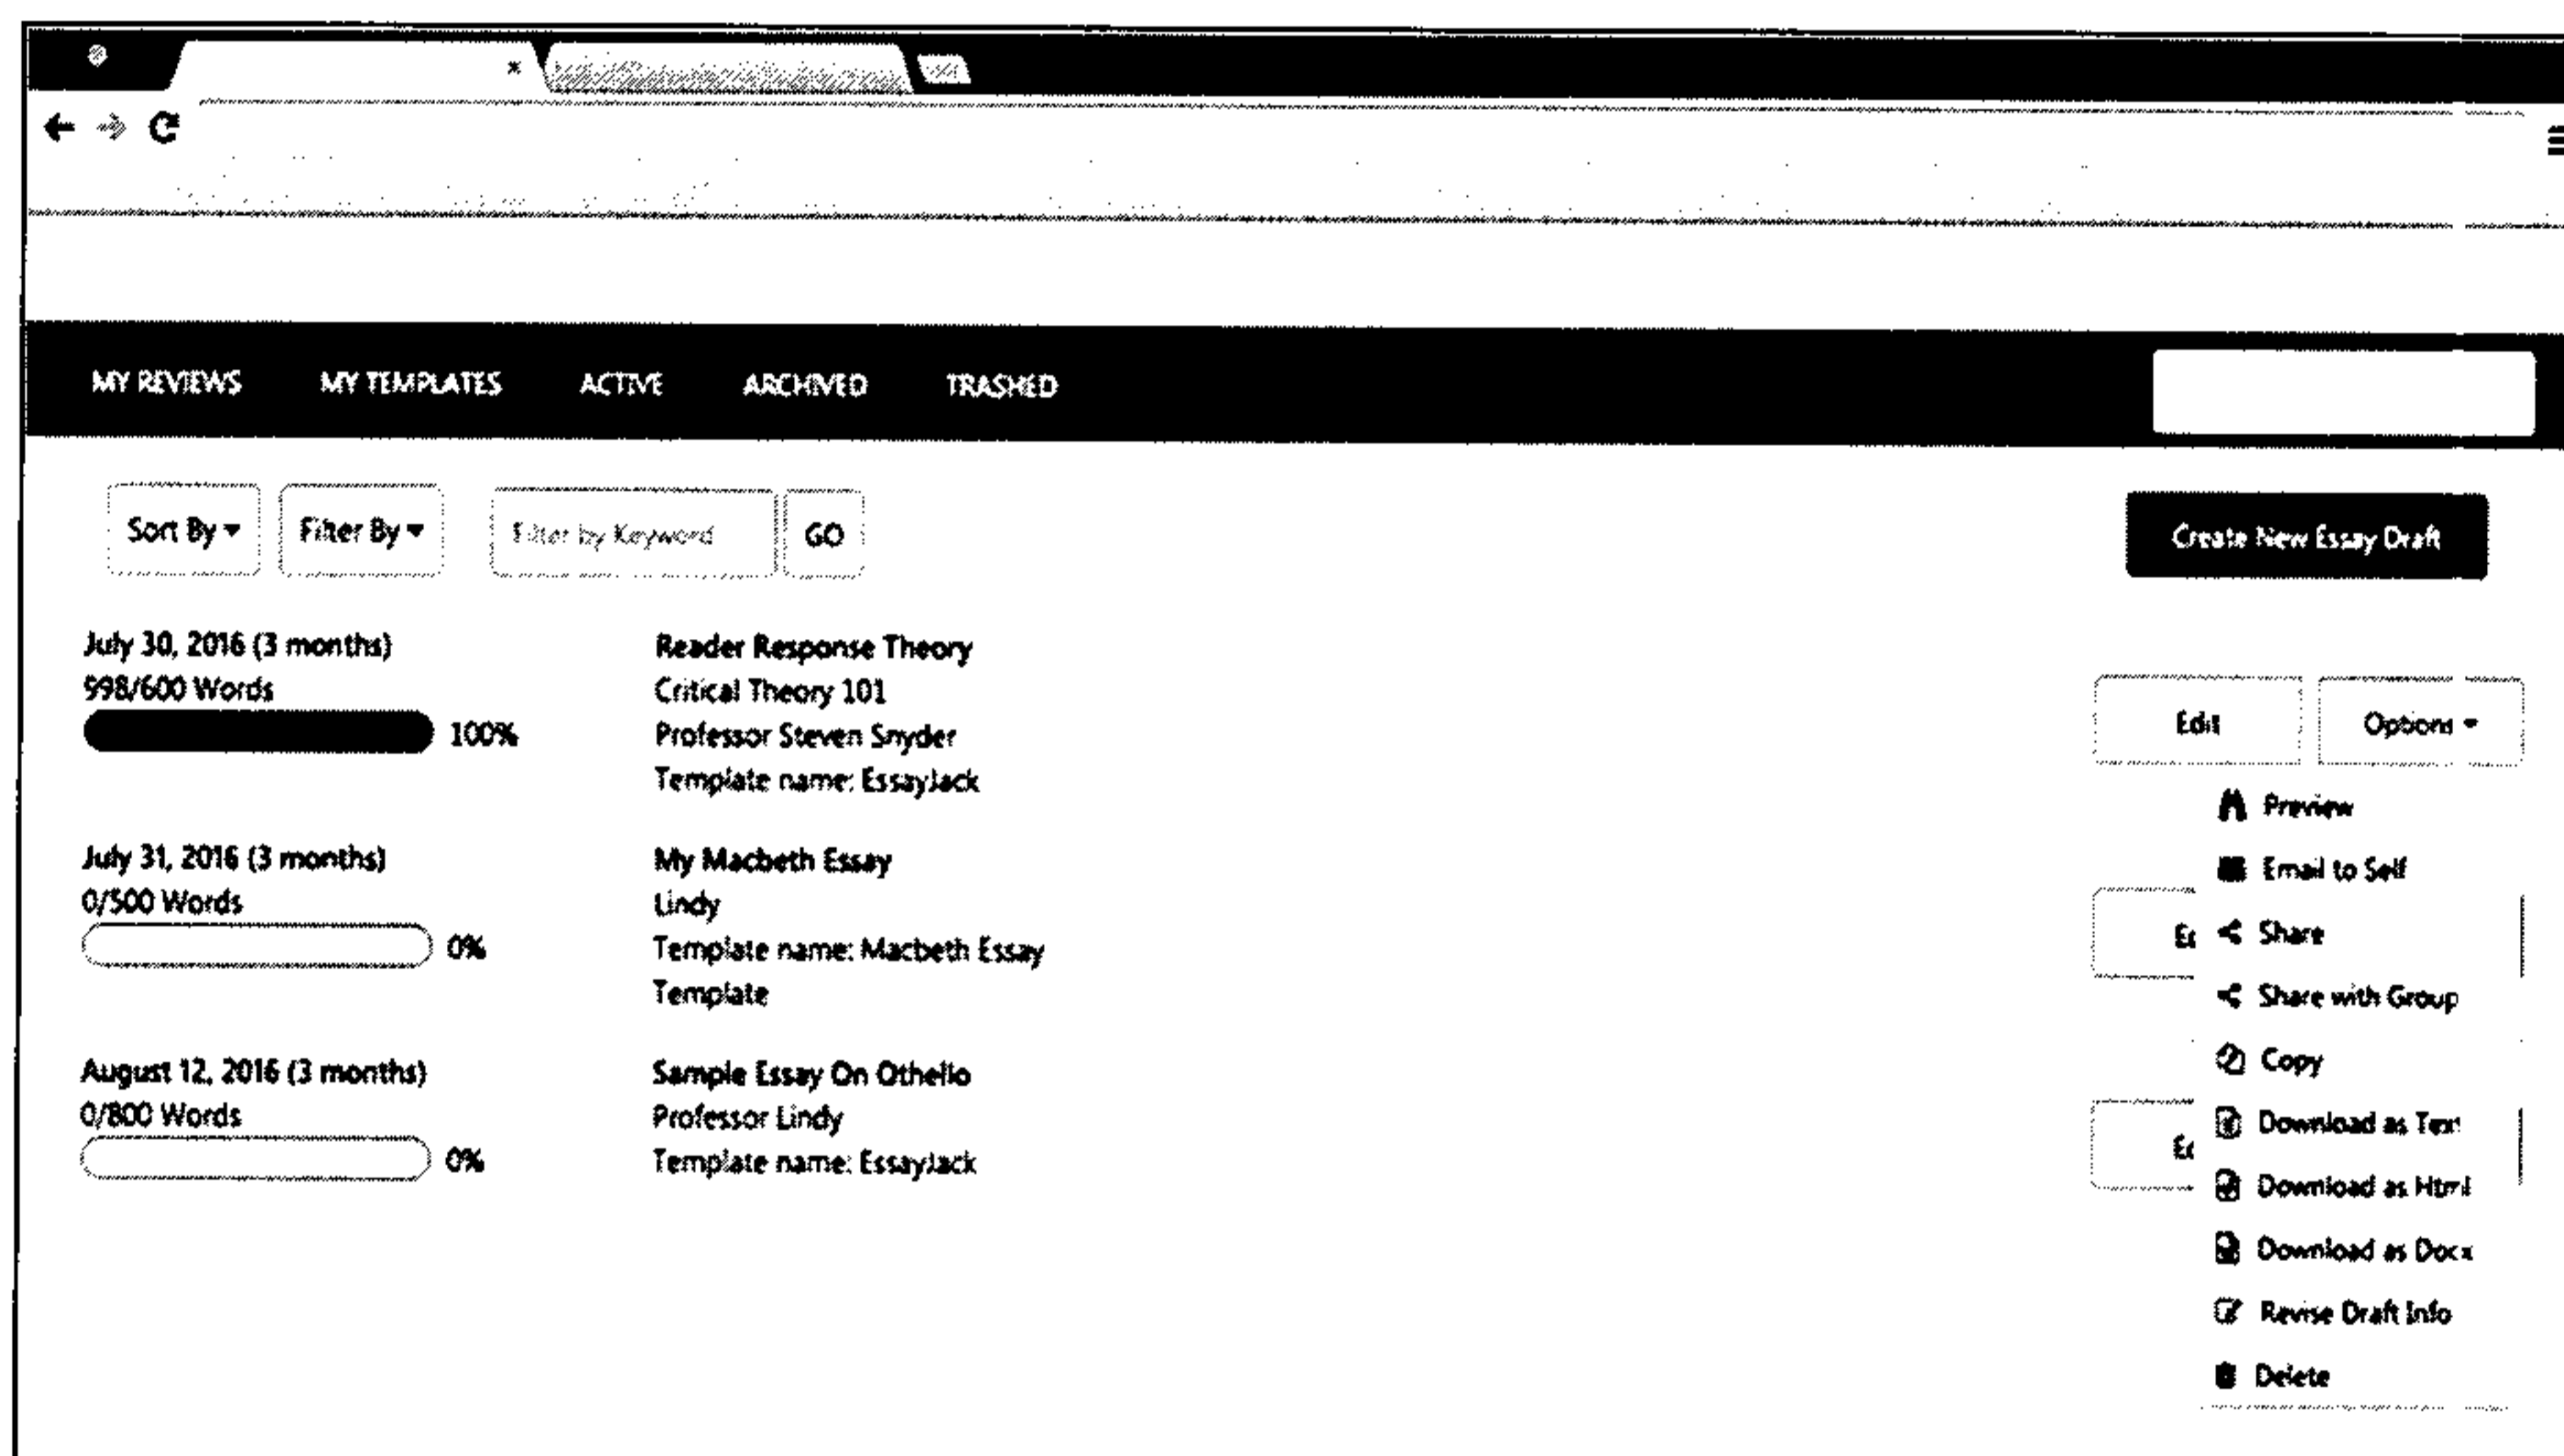 MY REVIEWS MY TEMPLATES ACTIVE ARCHIVED TRASHED
Sort By Filter By Filter by Keyword GO Create New Essay Draft
July 30, 2016 (3 months)
998/600 Words
100%
Reader Response Theory
Critical Theory 101
Professor Steven Snyder
Template name: EssayJack
Edit Options
July 31, 2016 (3 months)
0/500 Words
0%
My Macbeth Essay
Lindy
Template name: Macbeth Essay
Template
August 12, 2016 (3 months)
0/800 Words
0%
Sample Essay On Othello
Professor Lindy
Template name: EssayJack
Preview
Email to Self
Share
Share with Group
Copy
Download as Text
Download as Html
Download as Docx
Revise Draft Info
Delete